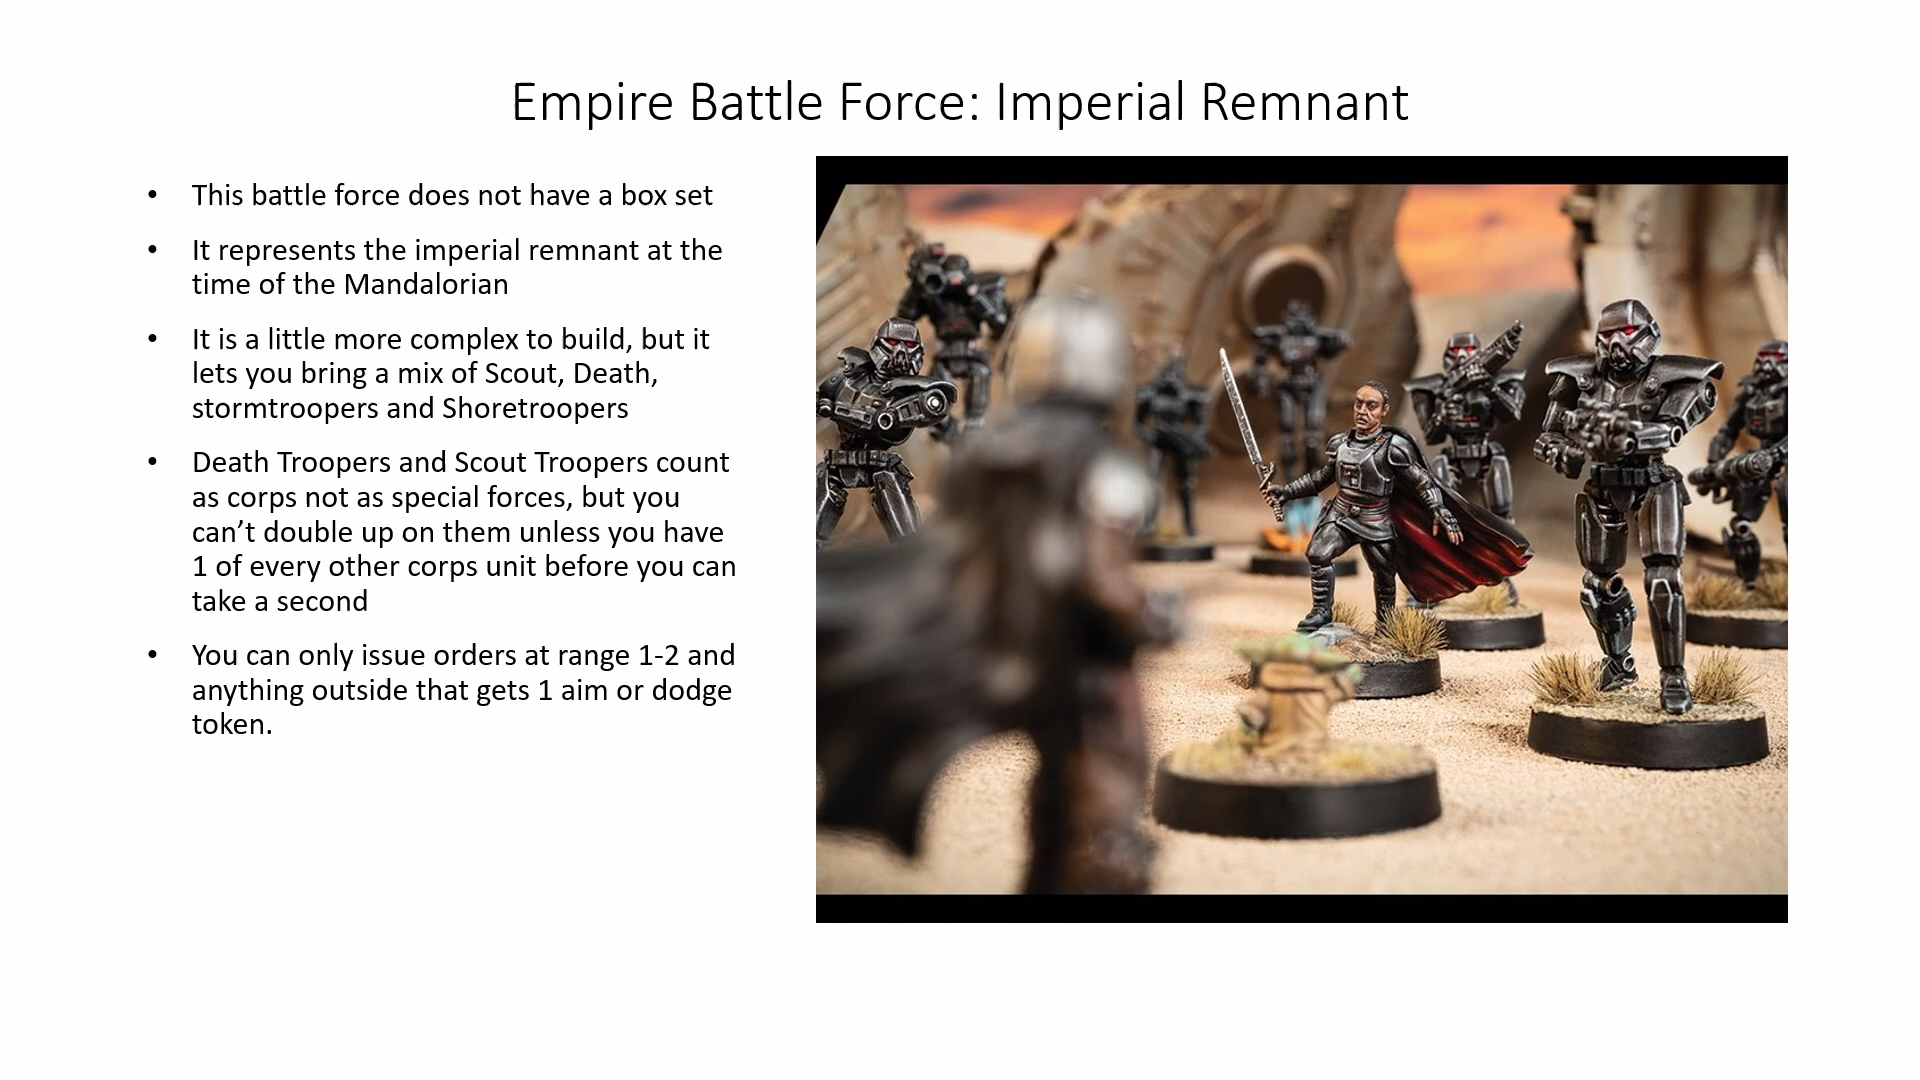 Empire Battle Force: Imperial Remnant
• This battle force does not have a box set
• It represents the imperial remnant at the
time of the Mandalorian
• It is a little more complex to build, but it
lets you bring a mix of Scout, Death,
stormtroopers and Shoretroopers
• Death Troopers and Scout Troopers count
as corps not as special forces, but you
can’t double up on them unless you have
1 of every other corps unit before you can
take a second
• You can only issue orders at range 1-2 and
anything outside that gets 1 aim or dodge
token.